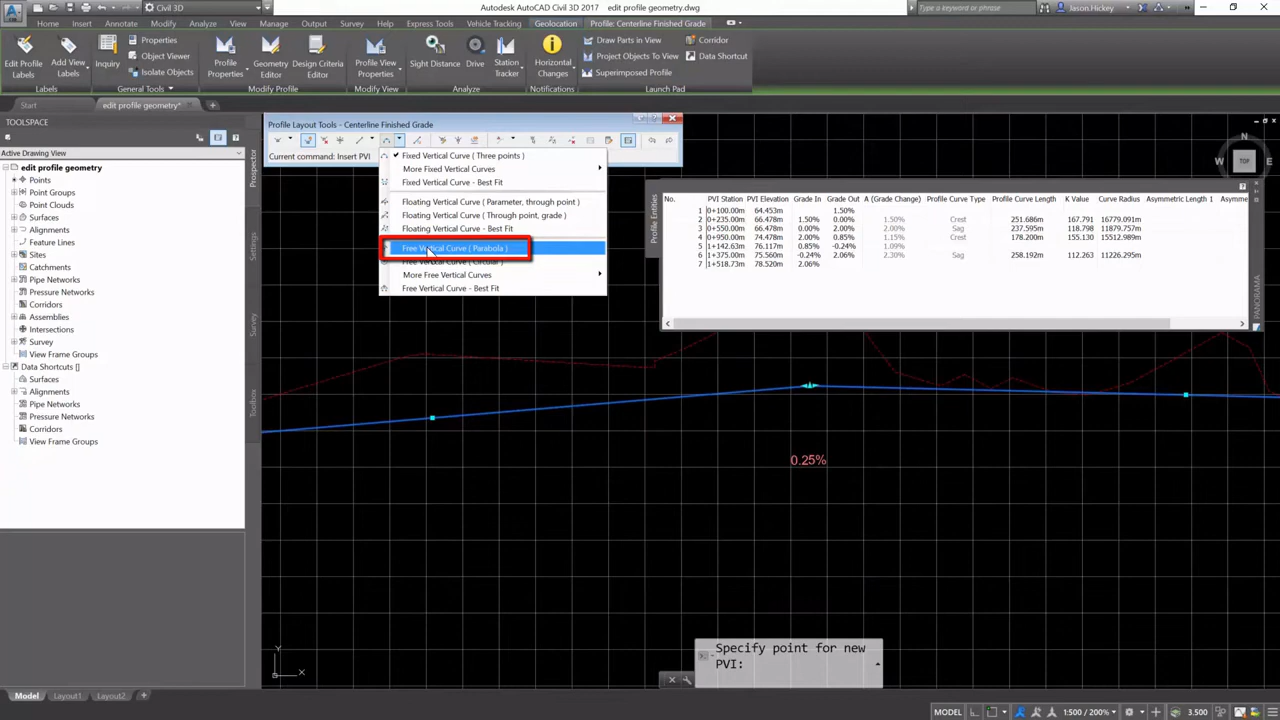 Civil 3D
Autodesk AutoCAD Civil 3D 2017 edit profile geometry.dwg
Type a keyword or phrase
Jason.Hickey
Home Insert Annotate Modify Analyze View Manage Output Survey Express Tools Vehicle Tracking Geolocation Profile: Centerline Finished Grade
Edit Profile Labels
Add View Labels
Inquiry
Properties
Object Viewer
Isolate Objects
Profile Properties
Geometry Editor
Design Criteria Editor
Profile View Properties
Sight Distance
Drive
Station Tracker
Horizontal Changes
Draw Parts in View
Project Objects To View
Superimposed Profile
Corridor
Data Shortcut
Labels General Tools Modify Profile Modify View Analyze Notifications Launch Pad
Start edit profile geometry*
TOOLSPACE
Active Drawing View
edit profile geometry
Points
Point Groups
Point Clouds
Surfaces
Alignments
Feature Lines
Sites
Catchments
Pipe Networks
Pressure Networks
Corridors
Assemblies
Intersections
Survey
View Frame Groups
Data Shortcuts []
Surfaces
Alignments
Pipe Networks
Pressure Networks
Corridors
View Frame Groups
Prospector
Settings
Survey
Toolbox
Profile Layout Tools - Centerline Finished Grade
Current command: Insert PVI
Fixed Vertical Curve ( Three points )
More Fixed Vertical Curves
Fixed Vertical Curve - Best Fit
Floating Vertical Curve ( Parameter, through point )
Floating Vertical Curve ( Through point, grade )
Floating Vertical Curve - Best Fit
Free Vertical Curve ( Parabola )
Free Vertical Curve ( Circular )
More Free Vertical Curves
Free Vertical Curve - Best Fit
N
W TOP E
S
Profile Entities
No. PVI Station PVI Elevation Grade In Grade Out A (Grade Change) Profile Curve Type Profile Curve Length K Value Curve Radius Asymmetric Length 1 Asymme
1 0+100.00m 64.453m 1.50%
2 0+235.00m 66.478m 1.50% 2.00% 1.50% Crest 251.686m 167.791 16779.091m
3 0+550.00m 66.478m 0.00% 2.00% 2.00% Sag 237.595m 118.798 11879.757m
4 0+950.00m 74.478m 2.00% 0.85% 1.15% Crest 178.200m 155.130 15512.989m
5 1+142.63m 76.117m 0.85% -0.24%
6 1+375.00m 75.560m -0.24% 2.06% 2.30% Sag 258.192m 112.263 11226.295m
7 1+518.73m 78.520m 2.06%
1.09%
PANORAMA
0.25%
Specify point for new
PVI:
Y
X
Model Layout1 Layout2
MODEL 1:500 / 200% 3.500